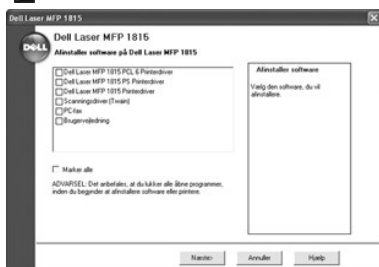 Dell Laser MFP 1815
DELL
Dell Laser MFP 1815
Afinstaller software på Dell Laser MFP 1815
Dell Laser MFP 1815 PCL 6 Printerdriver
Dell Laser MFP 1815 PS Printerdriver
Dell Laser MFP 1815 Printerdriver
Scanningsdriver (Twain)
PC-fax
Brugervejledning
Marker alle
ADVARSEL: Det anbefales, at du lukker alle åbne programmer,
inden du begynder at afinstallere software eller printere.
Afinstaller software
Vælg den software, du vil
afinstallere.
Næste>
Annuller
Hjælp